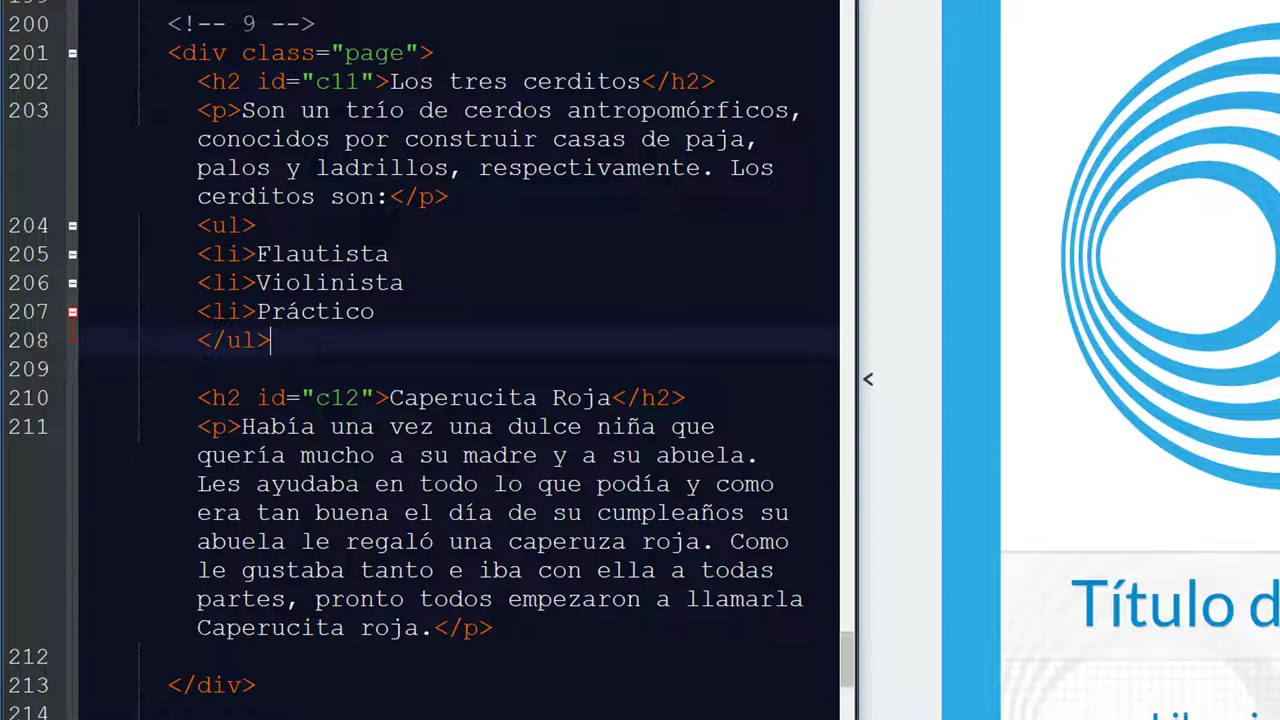 200 <!-- 9 -->
201 <div class="page">
202 <h2 id="c11">Los tres cerditos</h2>
203 <p>Son un trío de cerdos antropomórficos,
conocidos por construir casas de paja,
palos y ladrillos, respectivamente. Los
cerditos son:</p>
204 <ul>
205 <li>Flautista
206 <li>Violinista
207 <li>Práctico
208 </ul>
209
210 <h2 id="c12">Caperucita Roja</h2>
211 <p>Había una vez una dulce niña que
quería mucho a su madre y a su abuela.
Les ayudaba en todo lo que podía y como
era tan buena el día de su cumpleaños su
abuela le regaló una caperuza roja. Como
le gustaba tanto e iba con ella a todas
partes, pronto todos empezaron a llamarla
Caperucita roja.</p>
212
213 </div>
214
<
Título d